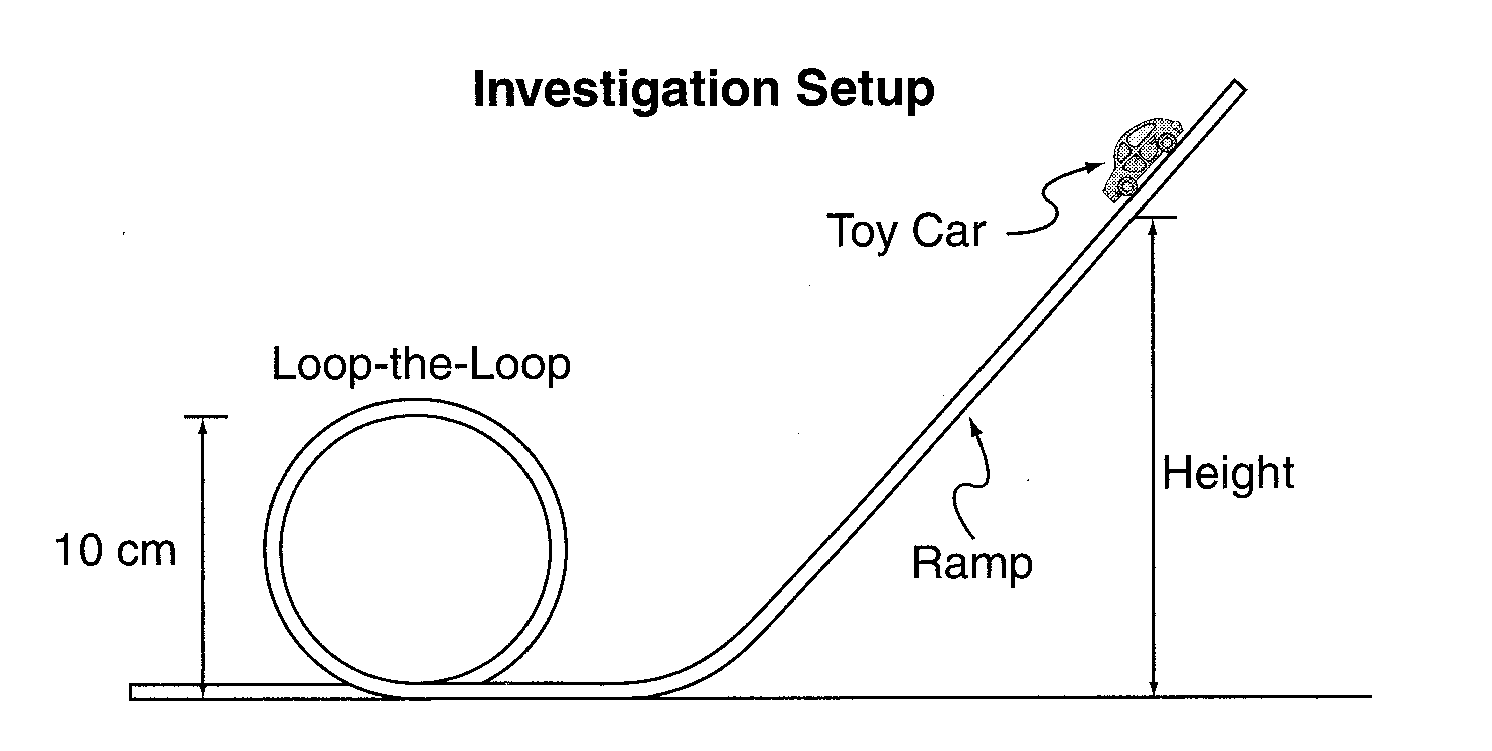 Investigation Setup
Toy Car
Loop-the-Loop
10 cm
Height
Ramp